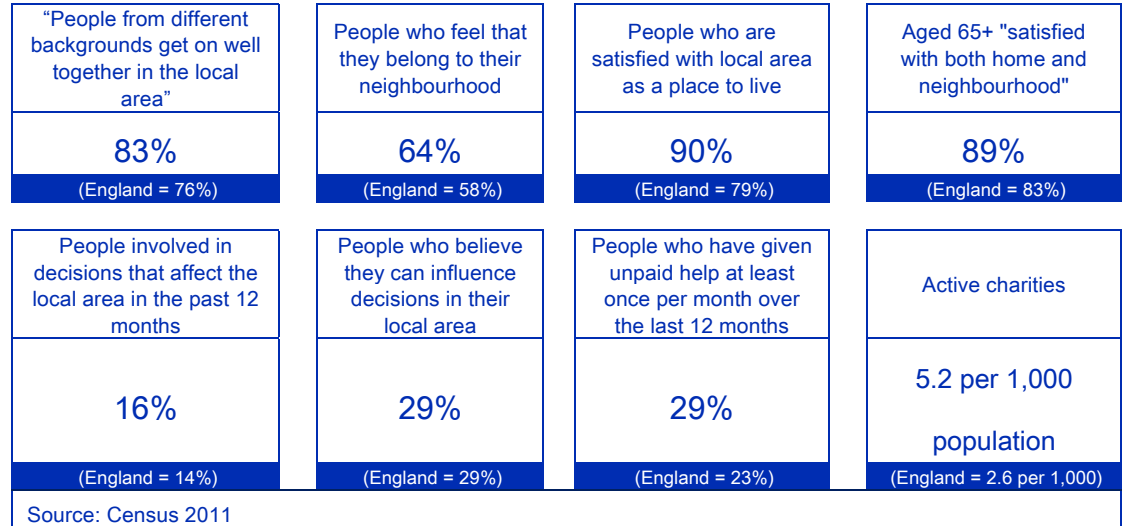 “People from different
backgrounds get on well
together in the local
area”
83%
(England = 76%)
People who feel that
they belong to their
neighbourhood
64%
(England = 58%)
People who are
satisfied with local area
as a place to live
90%
(England = 79%)
Aged 65+ "satisfied
with both home and
neighbourhood"
89%
(England = 83%)
People involved in
decisions that affect the
local area in the past 12
months
16%
(England = 14%)
People who believe
they can influence
decisions in their
local area
29%
(England = 29%)
People who have given
unpaid help at least
once per month over
the last 12 months
29%
(England = 23%)
Active charities
5.2 per 1,000
population
(England = 2.6 per 1,000)
Source: Census 2011